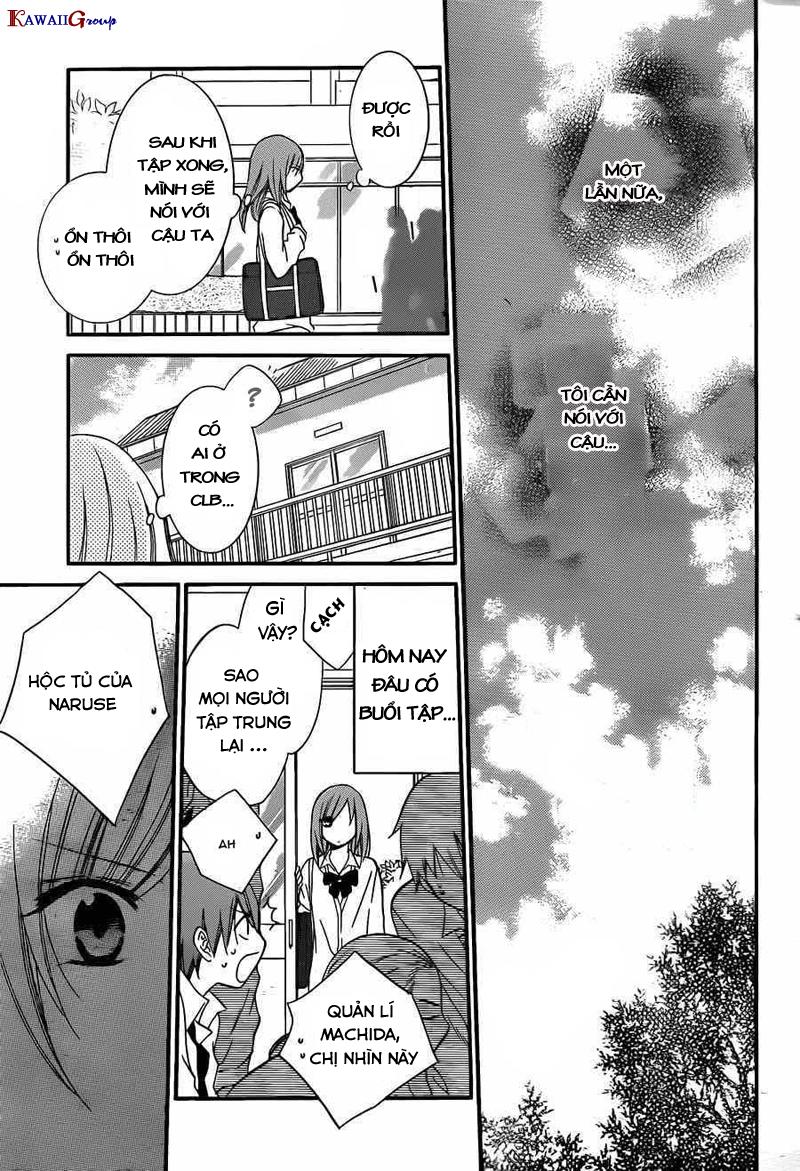 KAWAIIGroup
MỘT
LẦN NỮA,
TÔI CẦN
NÓI VỚI
CẬU...
ĐƯỢC
RỒI
SAU KHI
TẬP XONG,
MÌNH SẼ
NÓI VỚI
CẬU TA
ỔN THÔI
ỔN THÔI
?
CÓ
AI Ở
TRONG
CLB...
HÔM NAY
ĐÂU CÓ
BUỔI TẬP...
CẠCH
GÌ
VẬY?
SAO
MỌI NGƯỜI
TẬP TRUNG
LẠI ...
AH
QUẢN LÍ
MACHIDA,
CHỊ NHÌN NÀY
HỘC TỦ CỦA
NARUSE